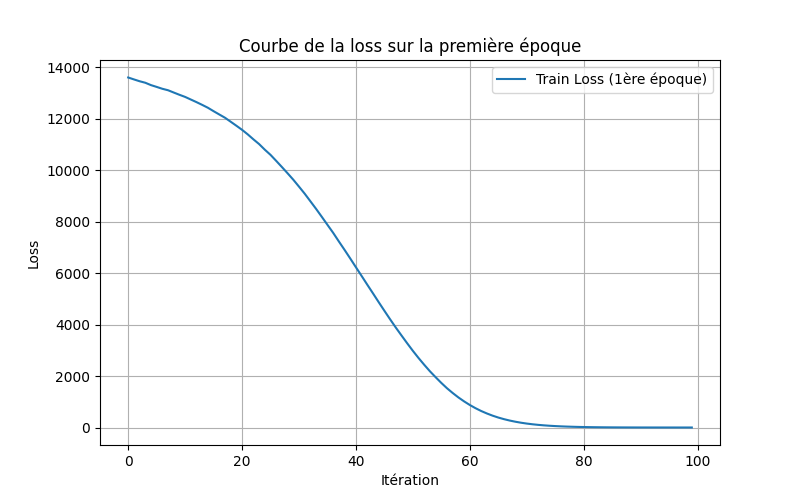 Courbe de la loss sur la première époque
Train Loss (1ère époque)
14000
12000
10000
8000
6000
4000
2000
0
Loss
0 20 40 60 80 100
Itération